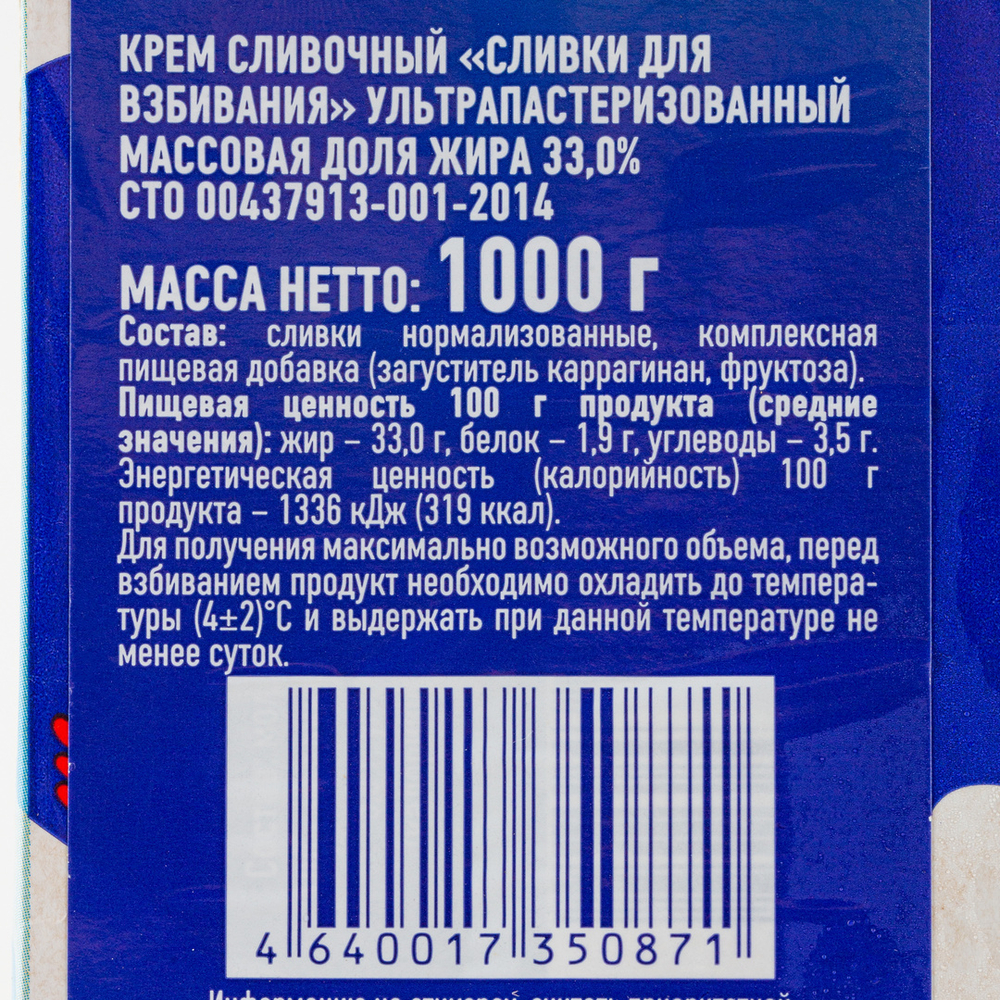 КРЕМ СЛИВОЧНЫЙ «СЛИВКИ ДЛЯ
ВЗБИВАНИЯ» УЛЬТРАПАСТЕРИЗОВАННЫЙ
МАССОВАЯ ДОЛЯ ЖИРА 33,0%
СТО 00437913-001-2014
МАССА НЕТТО: 1000 г
Состав: сливки нормализованные, комплексная
пищевая добавка (загуститель каррагинан, фруктоза).
Пищевая ценность 100 г продукта (средние
значения): жир – 33,0 г, белок – 1,9 г, углеводы – 3,5 г.
Энергетическая ценность (калорийность) 100 г
продукта – 1336 кДж (319 ккал).
Для получения максимально возможного объема, перед
взбиванием продукт необходимо охладить до темпера-
туры (4±2)°С и выдержать при данной температуре не
менее суток.
4 640017 350871